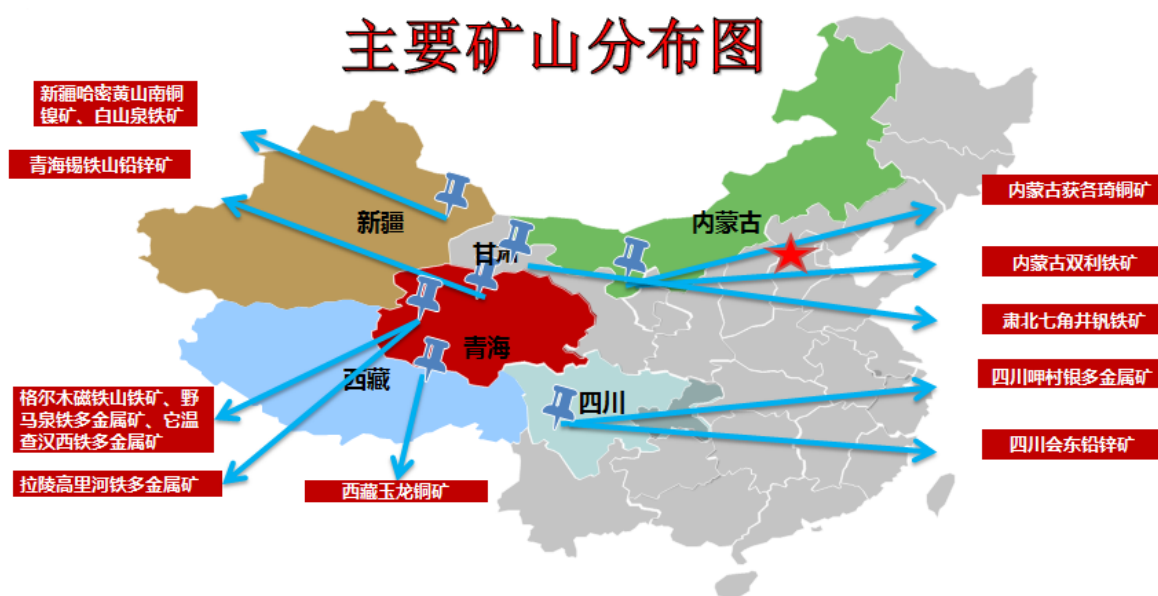 主要矿山分布图
新疆哈密黄山南铜
镍矿、白山泉铁矿
青海锡铁山铅锌矿
内蒙古获各琦铜矿
新疆
内蒙古
甘肃
内蒙古双利铁矿
肃北七角井钒铁矿
青海
西藏
四川
四川呷村银多金属矿
格尔木磁铁山铁矿、野
马泉铁多金属矿、它温
查汉西铁多金属矿
四川会东铅锌矿
拉陵高里河铁多金属矿
西藏玉龙铜矿